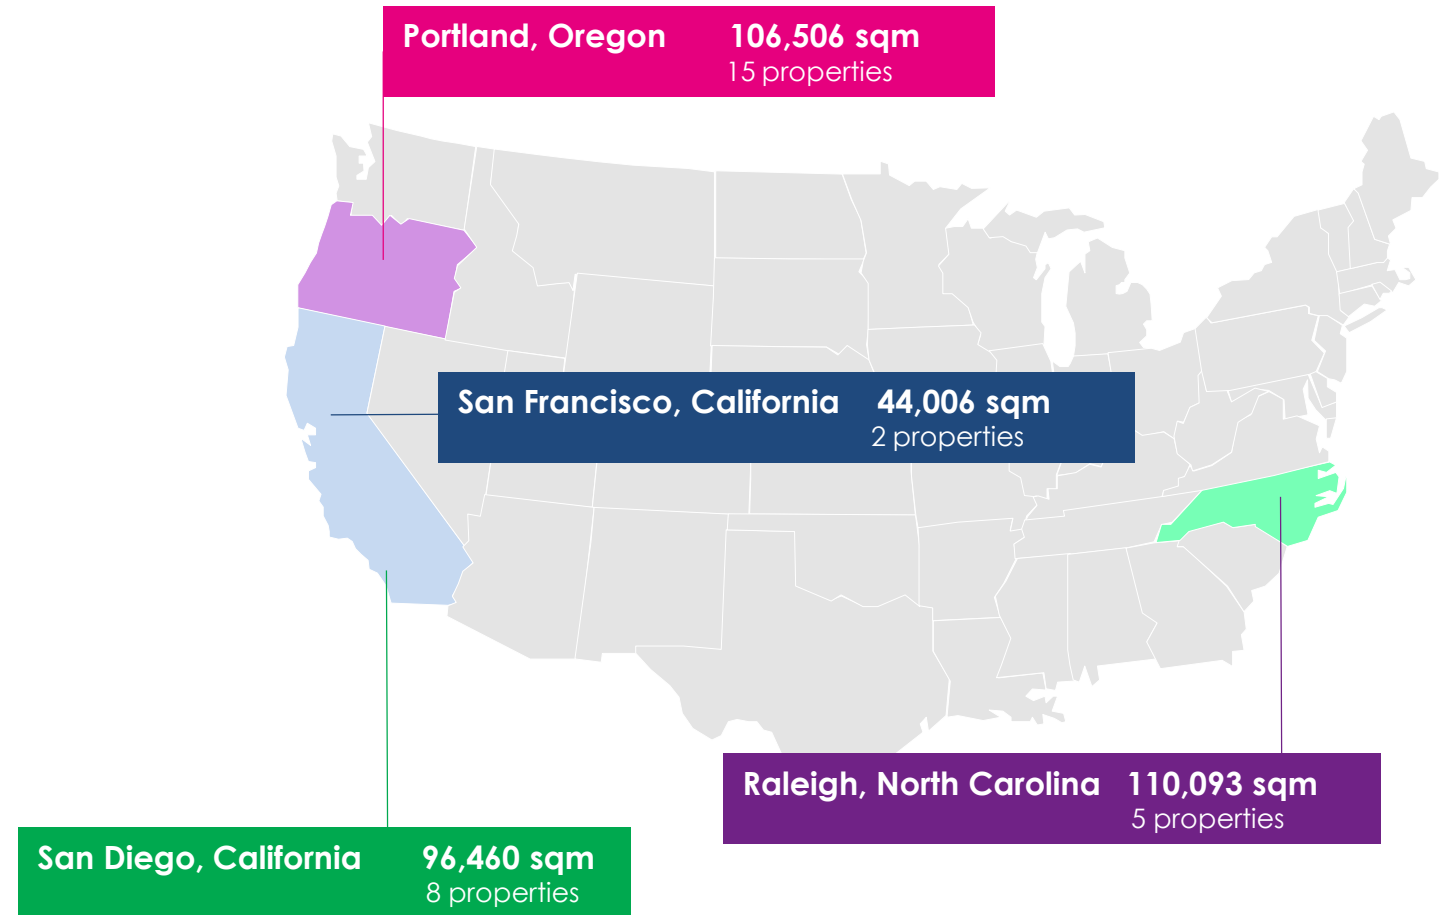 Portland, Oregon 106,506 sqm
15 properties
San Francisco, California 44,006 sqm
2 properties
Raleigh, North Carolina 110,093 sqm
5 properties
San Diego, California 96,460 sqm
8 properties